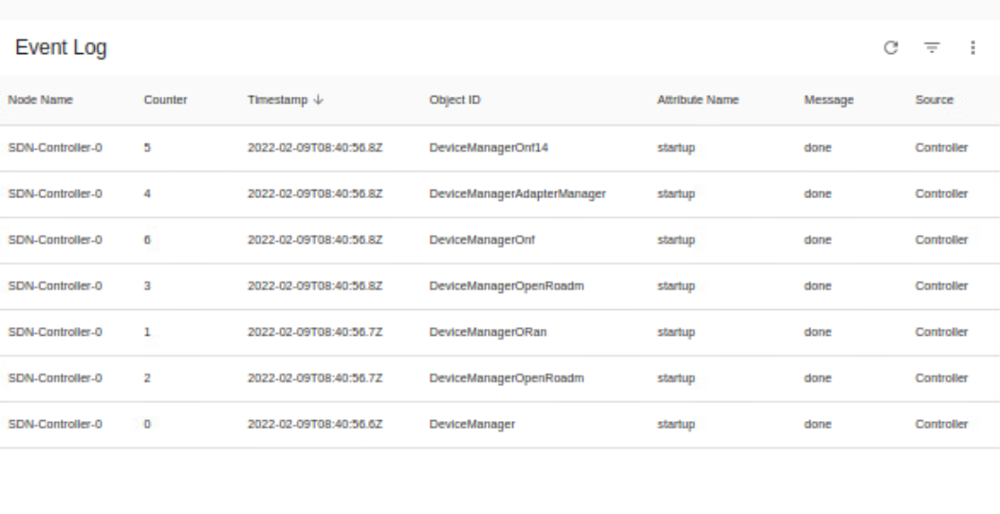 Event Log
Node Name Counter Timestamp Object ID Attribute Name Message Source
SDN-Controller-0 5 2022-02-09T08:40:56.8Z DeviceManagerOnf14 startup done Controller
SDN-Controller-0 4 2022-02-09T08:40:56.8Z DeviceManagerAdapterManager startup done Controller
SDN-Controller-0 6 2022-02-09T08:40:56.8Z DeviceManagerOnf startup done Controller
SDN-Controller-0 3 2022-02-09T08:40:56.8Z DeviceManagerOpenRoadm startup done Controller
SDN-Controller-0 1 2022-02-09T08:40:56.7Z DeviceManagerORan startup done Controller
SDN-Controller-0 2 2022-02-09T08:40:56.7Z DeviceManagerOpenRoadm startup done Controller
SDN-Controller-0 0 2022-02-09T08:40:56.6Z DeviceManager startup done Controller